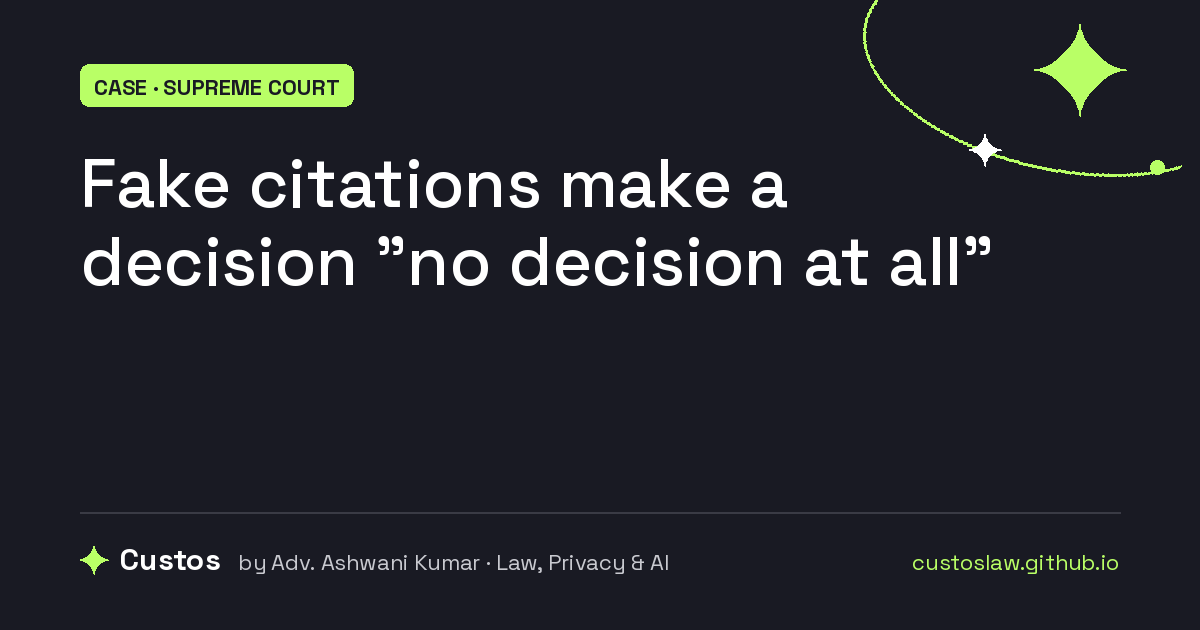 CASE · SUPREME COURT
Fake citations make a
decision ”no decision at all”
Custos by Adv. Ashwani Kumar · Law, Privacy & AI
custoslaw.github.io